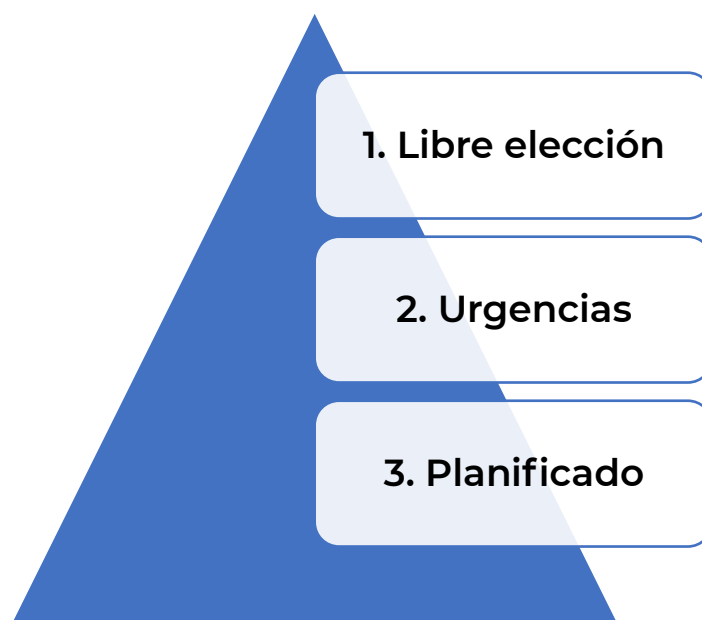 1. Libre elección
2. Urgencias
3. Planificado